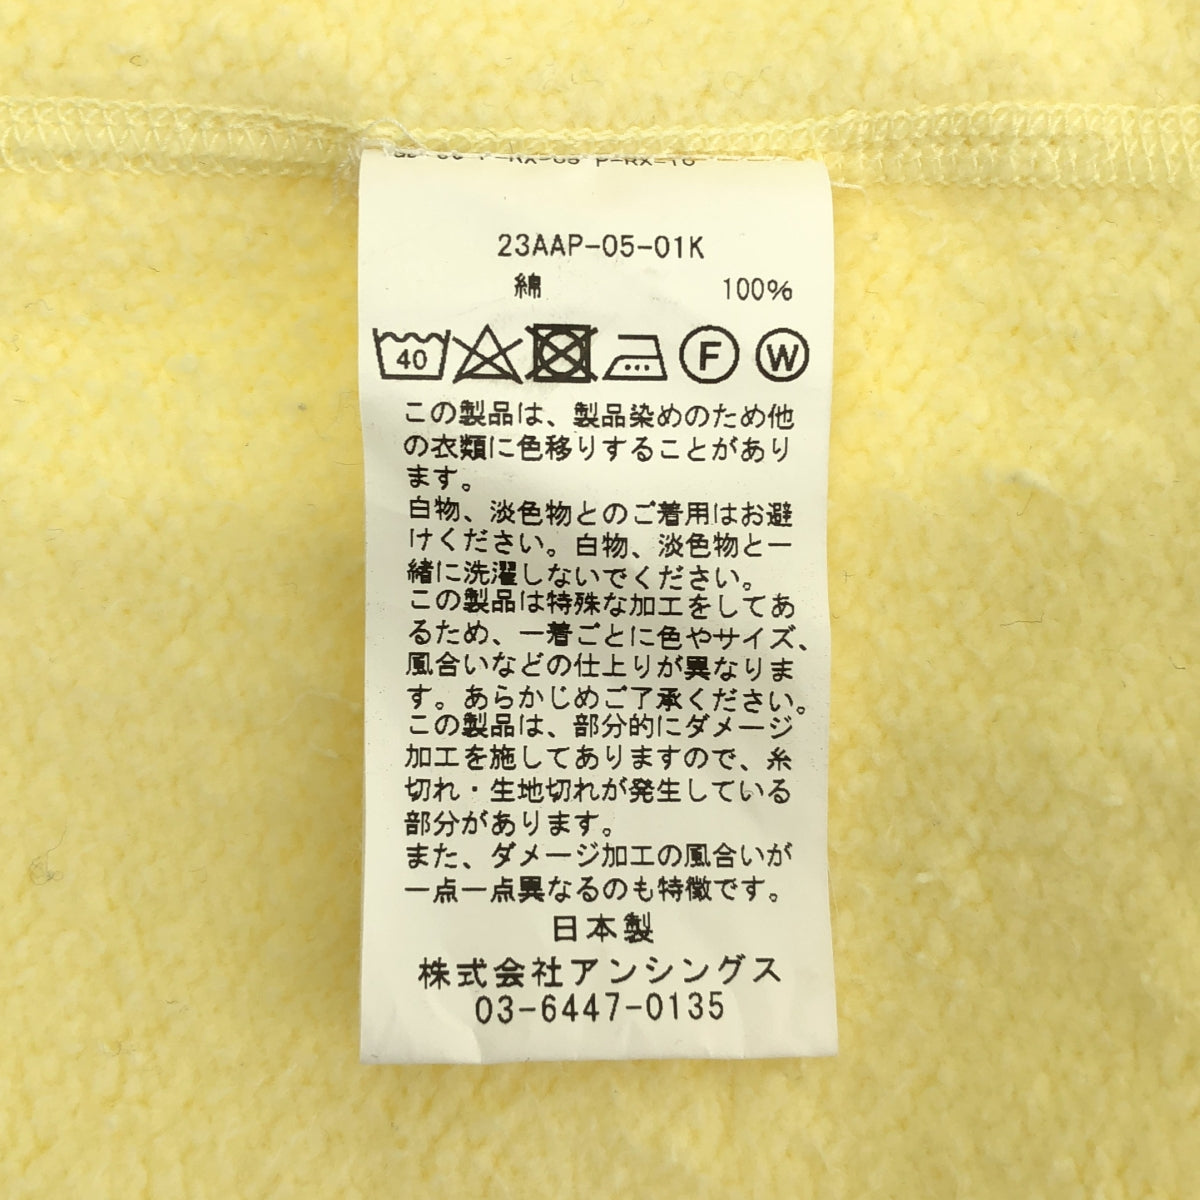 23AAP-05-01K
綿 100%
40 F W
この製品は、製品染めのため他
の衣類に色移りすることがあり
ます。
白物、淡色物とのご着用はお避
けください。白物、淡色物と一
緒に洗濯しないでください。
この製品は特殊な加工をしてあ
るため、一着ごとに色やサイズ、
風合いなどの仕上りが異なりま
す。あらかじめご了承ください。
この製品は、部分的にダメージ
加工を施してありますので、糸
切れ・生地切れが発生している
部分があります。
また、ダメージ加工の風合いが
一点一点異なるのも特徴です。
日本製
株式会社アンシングス
03-6447-0135